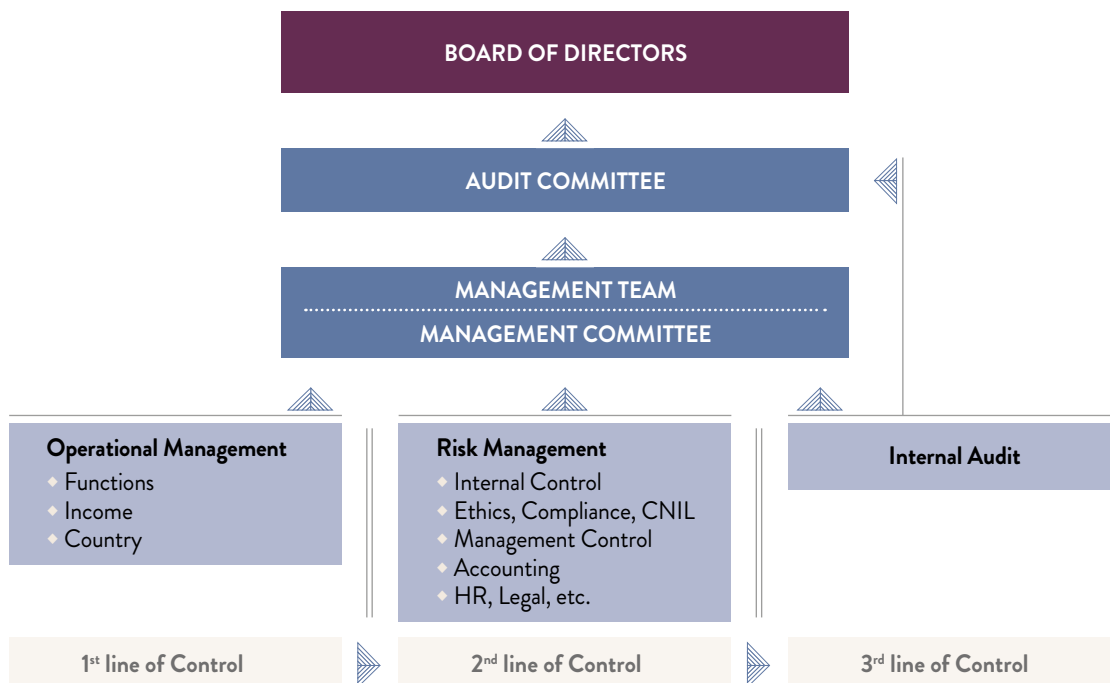 BOARD OF DIRECTORS
AUDIT COMMITTEE
MANAGEMENT TEAM
MANAGEMENT COMMITTEE
Operational Management
Functions
Income
Country
Risk Management
Internal Control
Ethics, Compliance, CNIL
Management Control
Accounting
HR, Legal, etc.
Internal Audit
1st line of Control
2nd line of Control
3rd line of Control